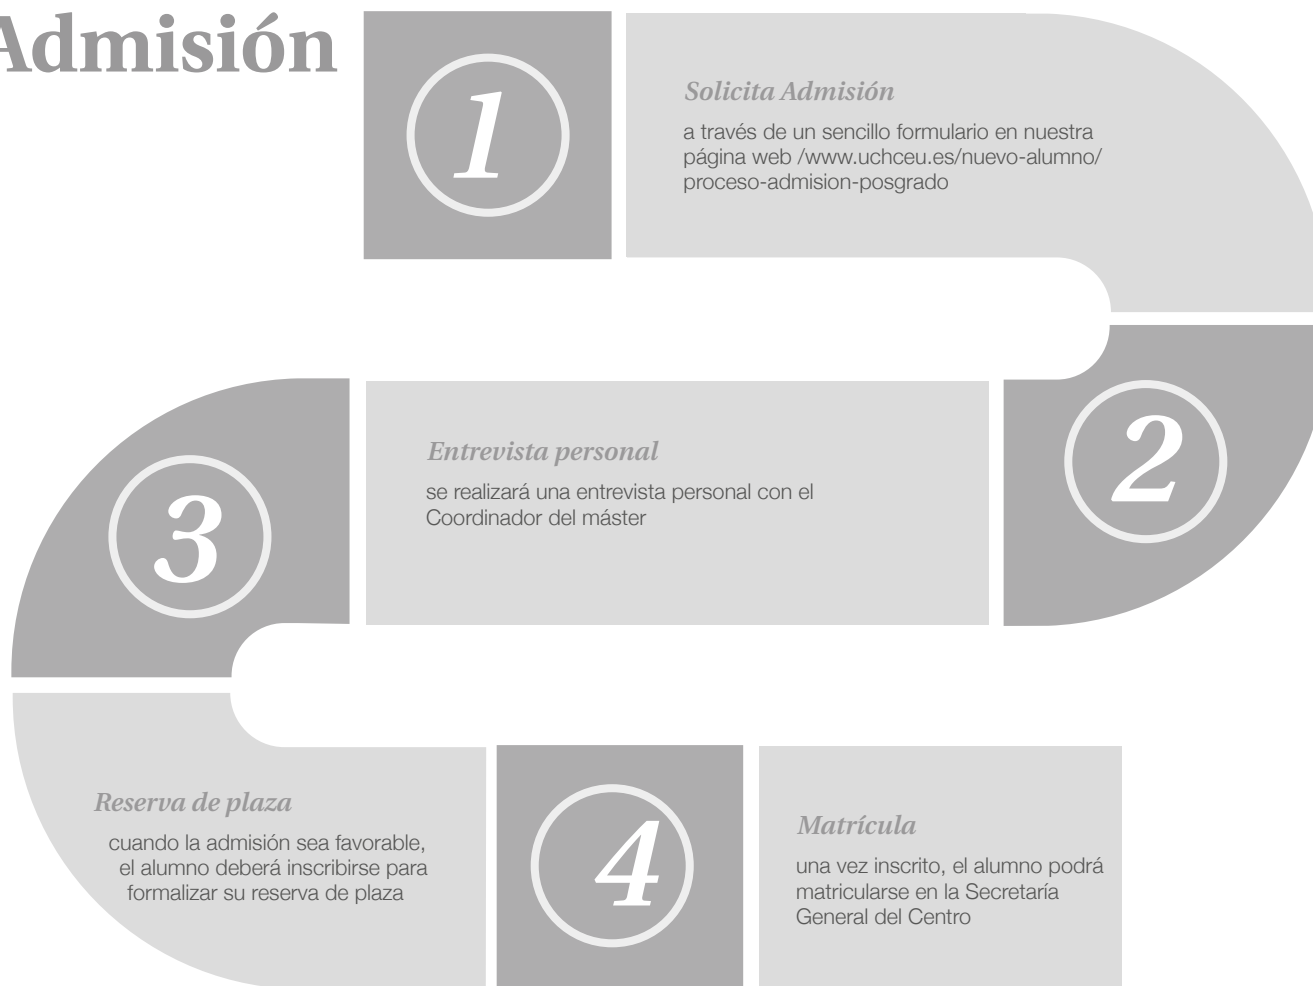 Admisión
1
Solicita Admisión
a través de un sencillo formulario en nuestra
página web /www.uchceu.es/nuevo-alumno/
proceso-admision-posgrado
2
Entrevista personal
se realizará una entrevista personal con el
Coordinador del máster
3
Reserva de plaza
cuando la admisión sea favorable,
el alumno deberá inscribirse para
formalizar su reserva de plaza
4
Matrícula
una vez inscrito, el alumno podrá
matricularse en la Secretaría
General del Centro